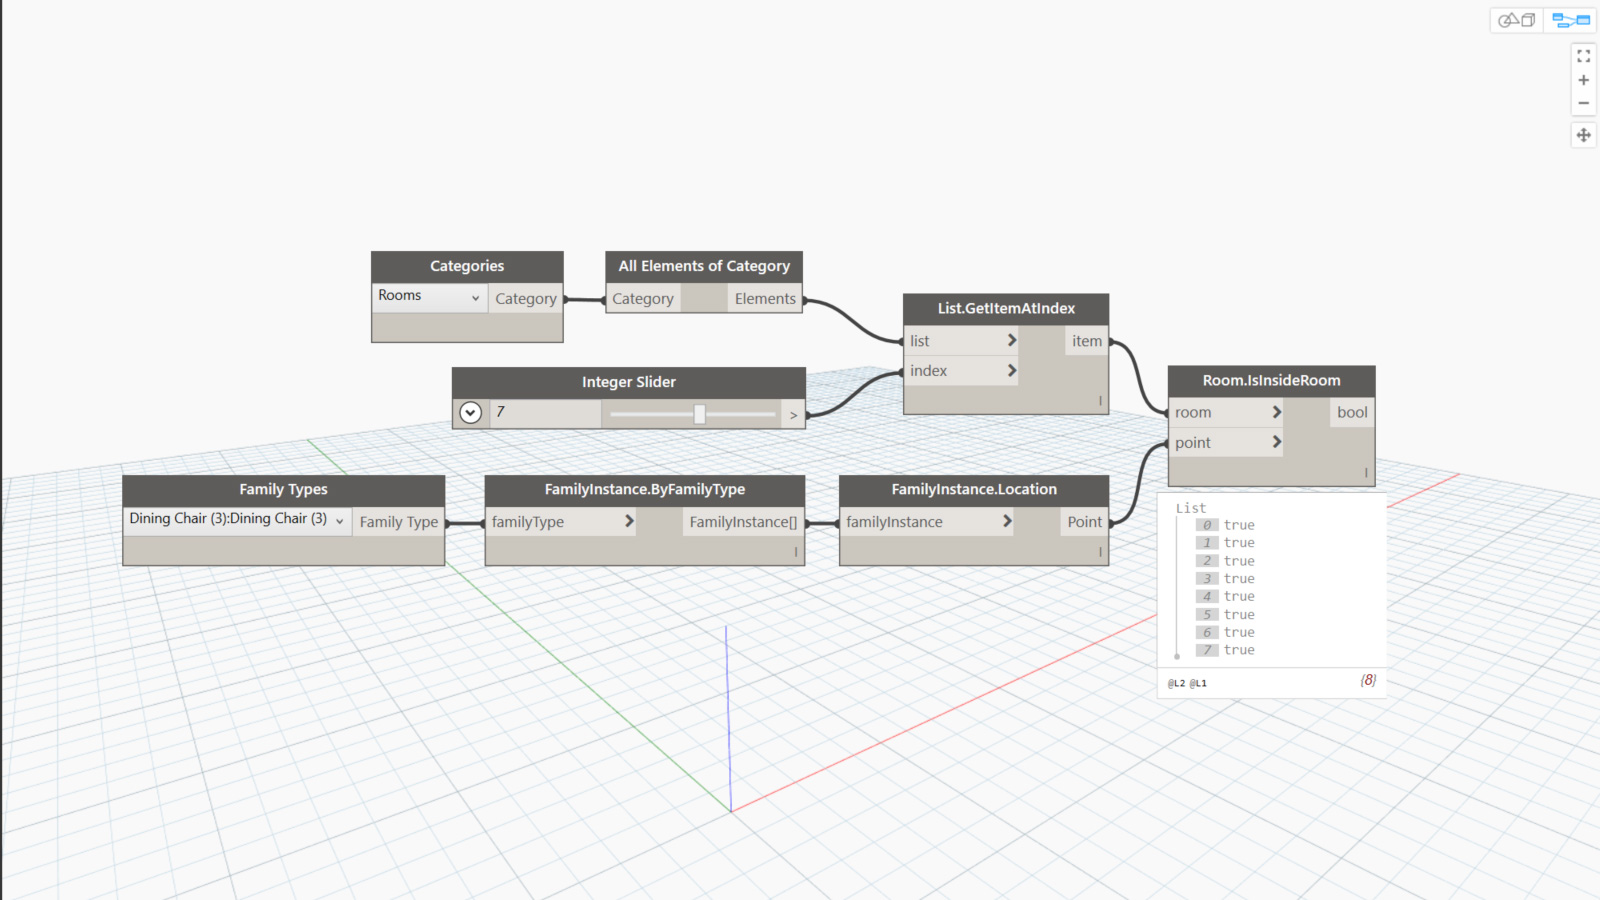 Categories
Rooms
Category
All Elements of Category
Category
Elements
List.GetItemAtIndex
list
item
index
l
Integer Slider
7
>
Room.IsInsideRoom
room
bool
point
l
Family Types
Dining Chair (3):Dining Chair (3)
Family Type
FamilyInstance.ByFamilyType
familyType
FamilyInstance[]
l
FamilyInstance.Location
familyInstance
Point
l
List
0 true
1 true
2 true
3 true
4 true
5 true
6 true
7 true
@L2 @L1
{8}